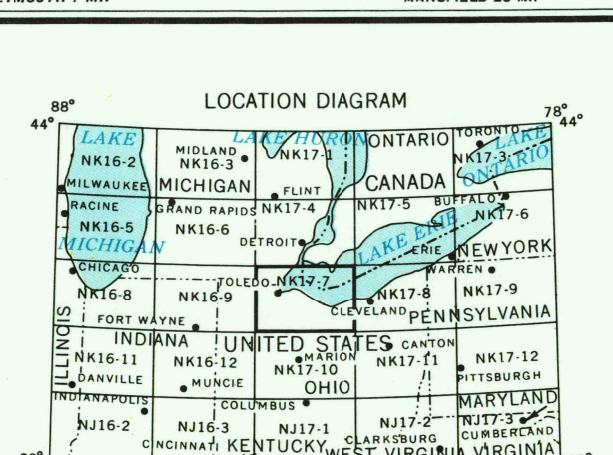 LOCATION DIAGRAM
88°
78°
44°
44°
LAKE
NK16-2
MIDLAND
NK16-3
LAKE HURON
NK17-1
ONTARIO
TORONTO
LAKE
NK17-3
ONTARIO
MILWAUKEE
MICHIGAN
FLINT
CANADA
RACINE
GRAND RAPIDS
NK17-4
NK17-5
BUFFALO
NK17-6
NK16-5
NK16-6
MICHIGAN
DETROIT
LAKE ERIE
ERIE
NEW YORK
CHICAGO
TOLEDO
NK17-7
WARREN
NK16-8
NK16-9
NK17-8
NK17-9
CLEVELAND
PENNSYLVANIA
FORT WAYNE
ILLINOIS
INDIANA
UNITED STATES
CANTON
NK16-11
NK16-12
MARION
NK17-10
NK17-11
NK17-12
DANVILLE
MUNCIE
OHIO
PITTSBURGH
INDIANAPOLIS
COLUMBUS
MARYLAND
NJ16-2
NJ16-3
NJ17-1
NJ17-2
NJ17-3
CUMBERLAND
CINCINNATI
KENTUCKY
CLARKSBURG
WEST VIRGINIA
VIRGINIA